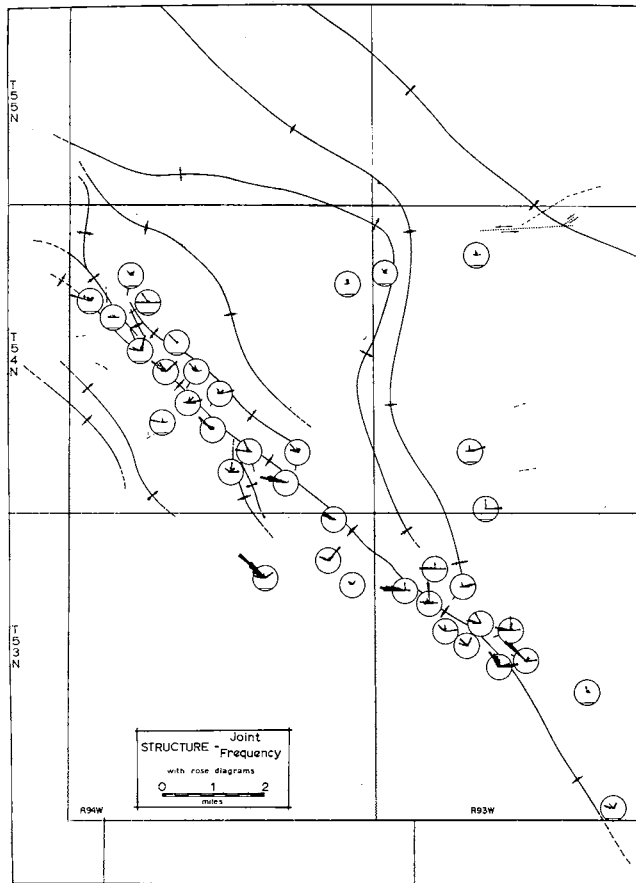 T55N
T54N
T53N
STRUCTURE - Joint Frequency
with rose diagrams
0 1 2
miles
R94W
R93W